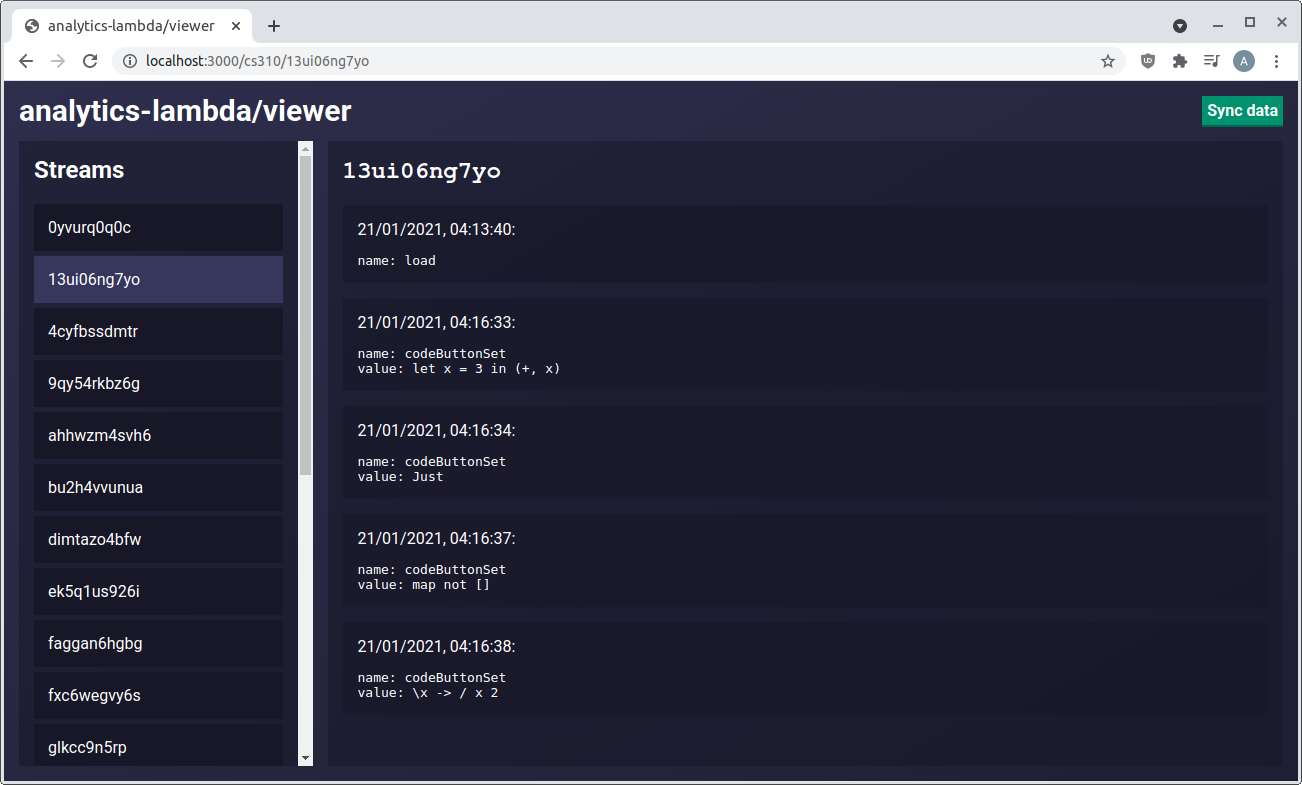 analytics-lambda/viewer
localhost:3000/cs310/13ui06ng7yo
A
analytics-lambda/viewer
Sync data
Streams
0yvurq0q0c
13ui06ng7yo
4cyfbssdmtr
9qy54rkbz6g
ahhwzm4svh6
bu2h4vvunua
dimtazo4bfw
ek5q1us926i
faggan6hgbg
fxc6wegvy6s
glkcc9n5rp
13ui06ng7yo
21/01/2021, 04:13:40:
name: load
21/01/2021, 04:16:33:
name: codeButtonSet
value: let x = 3 in (+, x)
21/01/2021, 04:16:34:
name: codeButtonSet
value: Just
21/01/2021, 04:16:37:
name: codeButtonSet
value: map not []
21/01/2021, 04:16:38:
name: codeButtonSet
value: \x -> / x 2